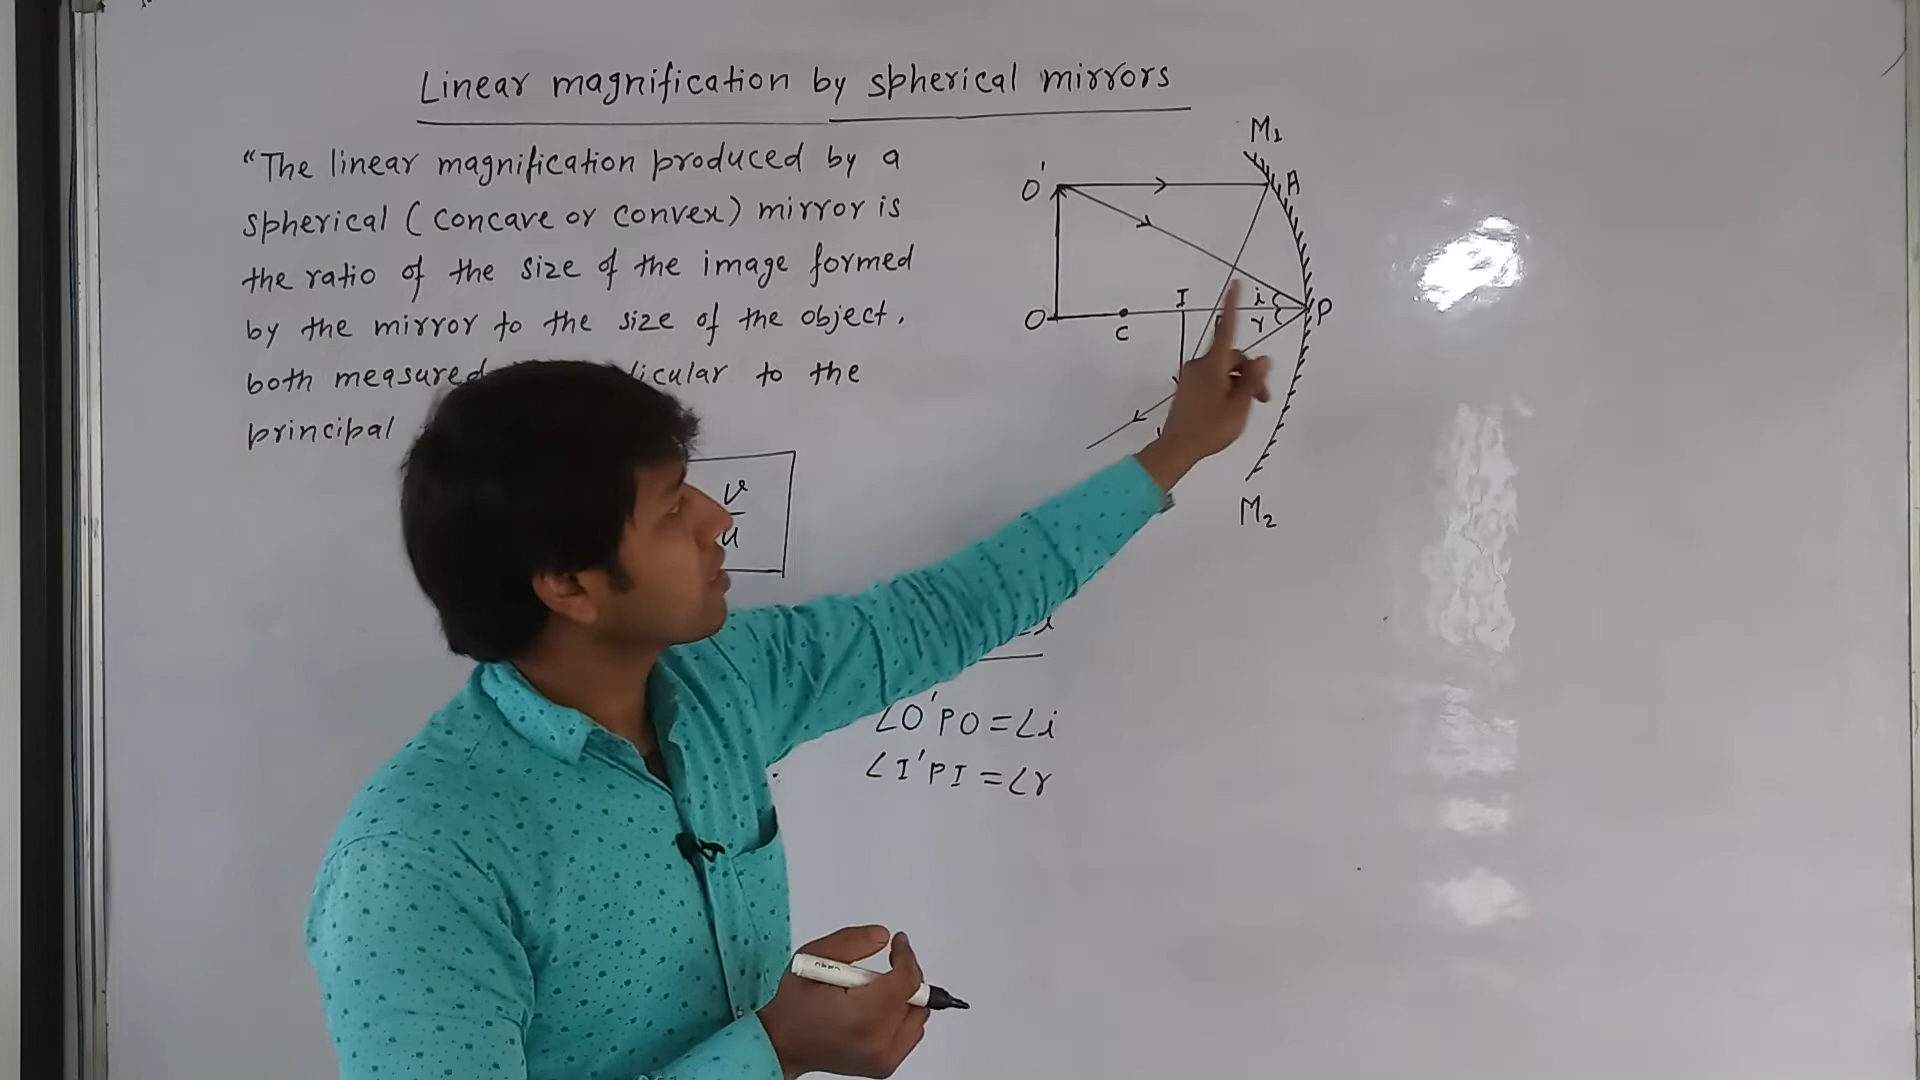 Linear magnification by spherical mirrors
"The linear magnification produced by a
spherical (concave or convex) mirror is
the ratio of the size of the image formed
by the mirror to the size of the object,
both measured to the
principal
v
u
∠O'PO=∠i
∠I'PI=∠r
M1
O'
A
I
i
O
C
r
P
M2